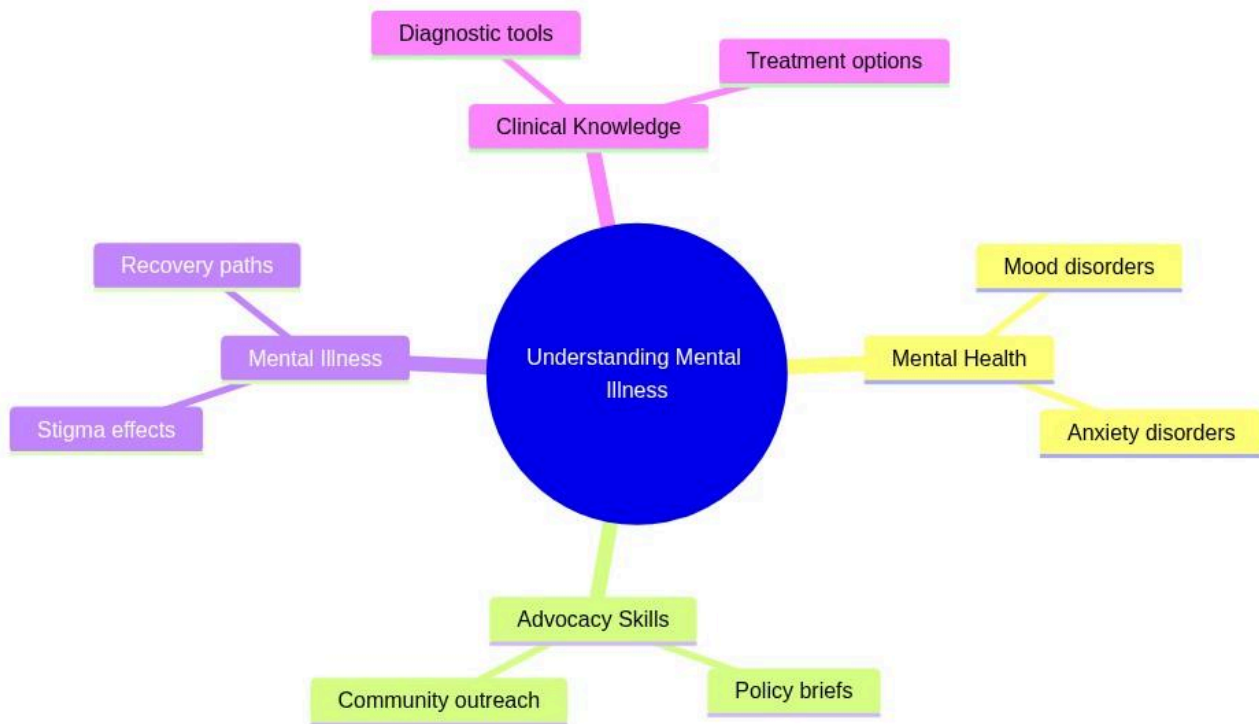 Diagnostic tools
Treatment options
Clinical Knowledge
Recovery paths
Mood disorders
Mental Illness
Understanding Mental
Illness
Mental Health
Stigma effects
Anxiety disorders
Advocacy Skills
Community outreach
Policy briefs